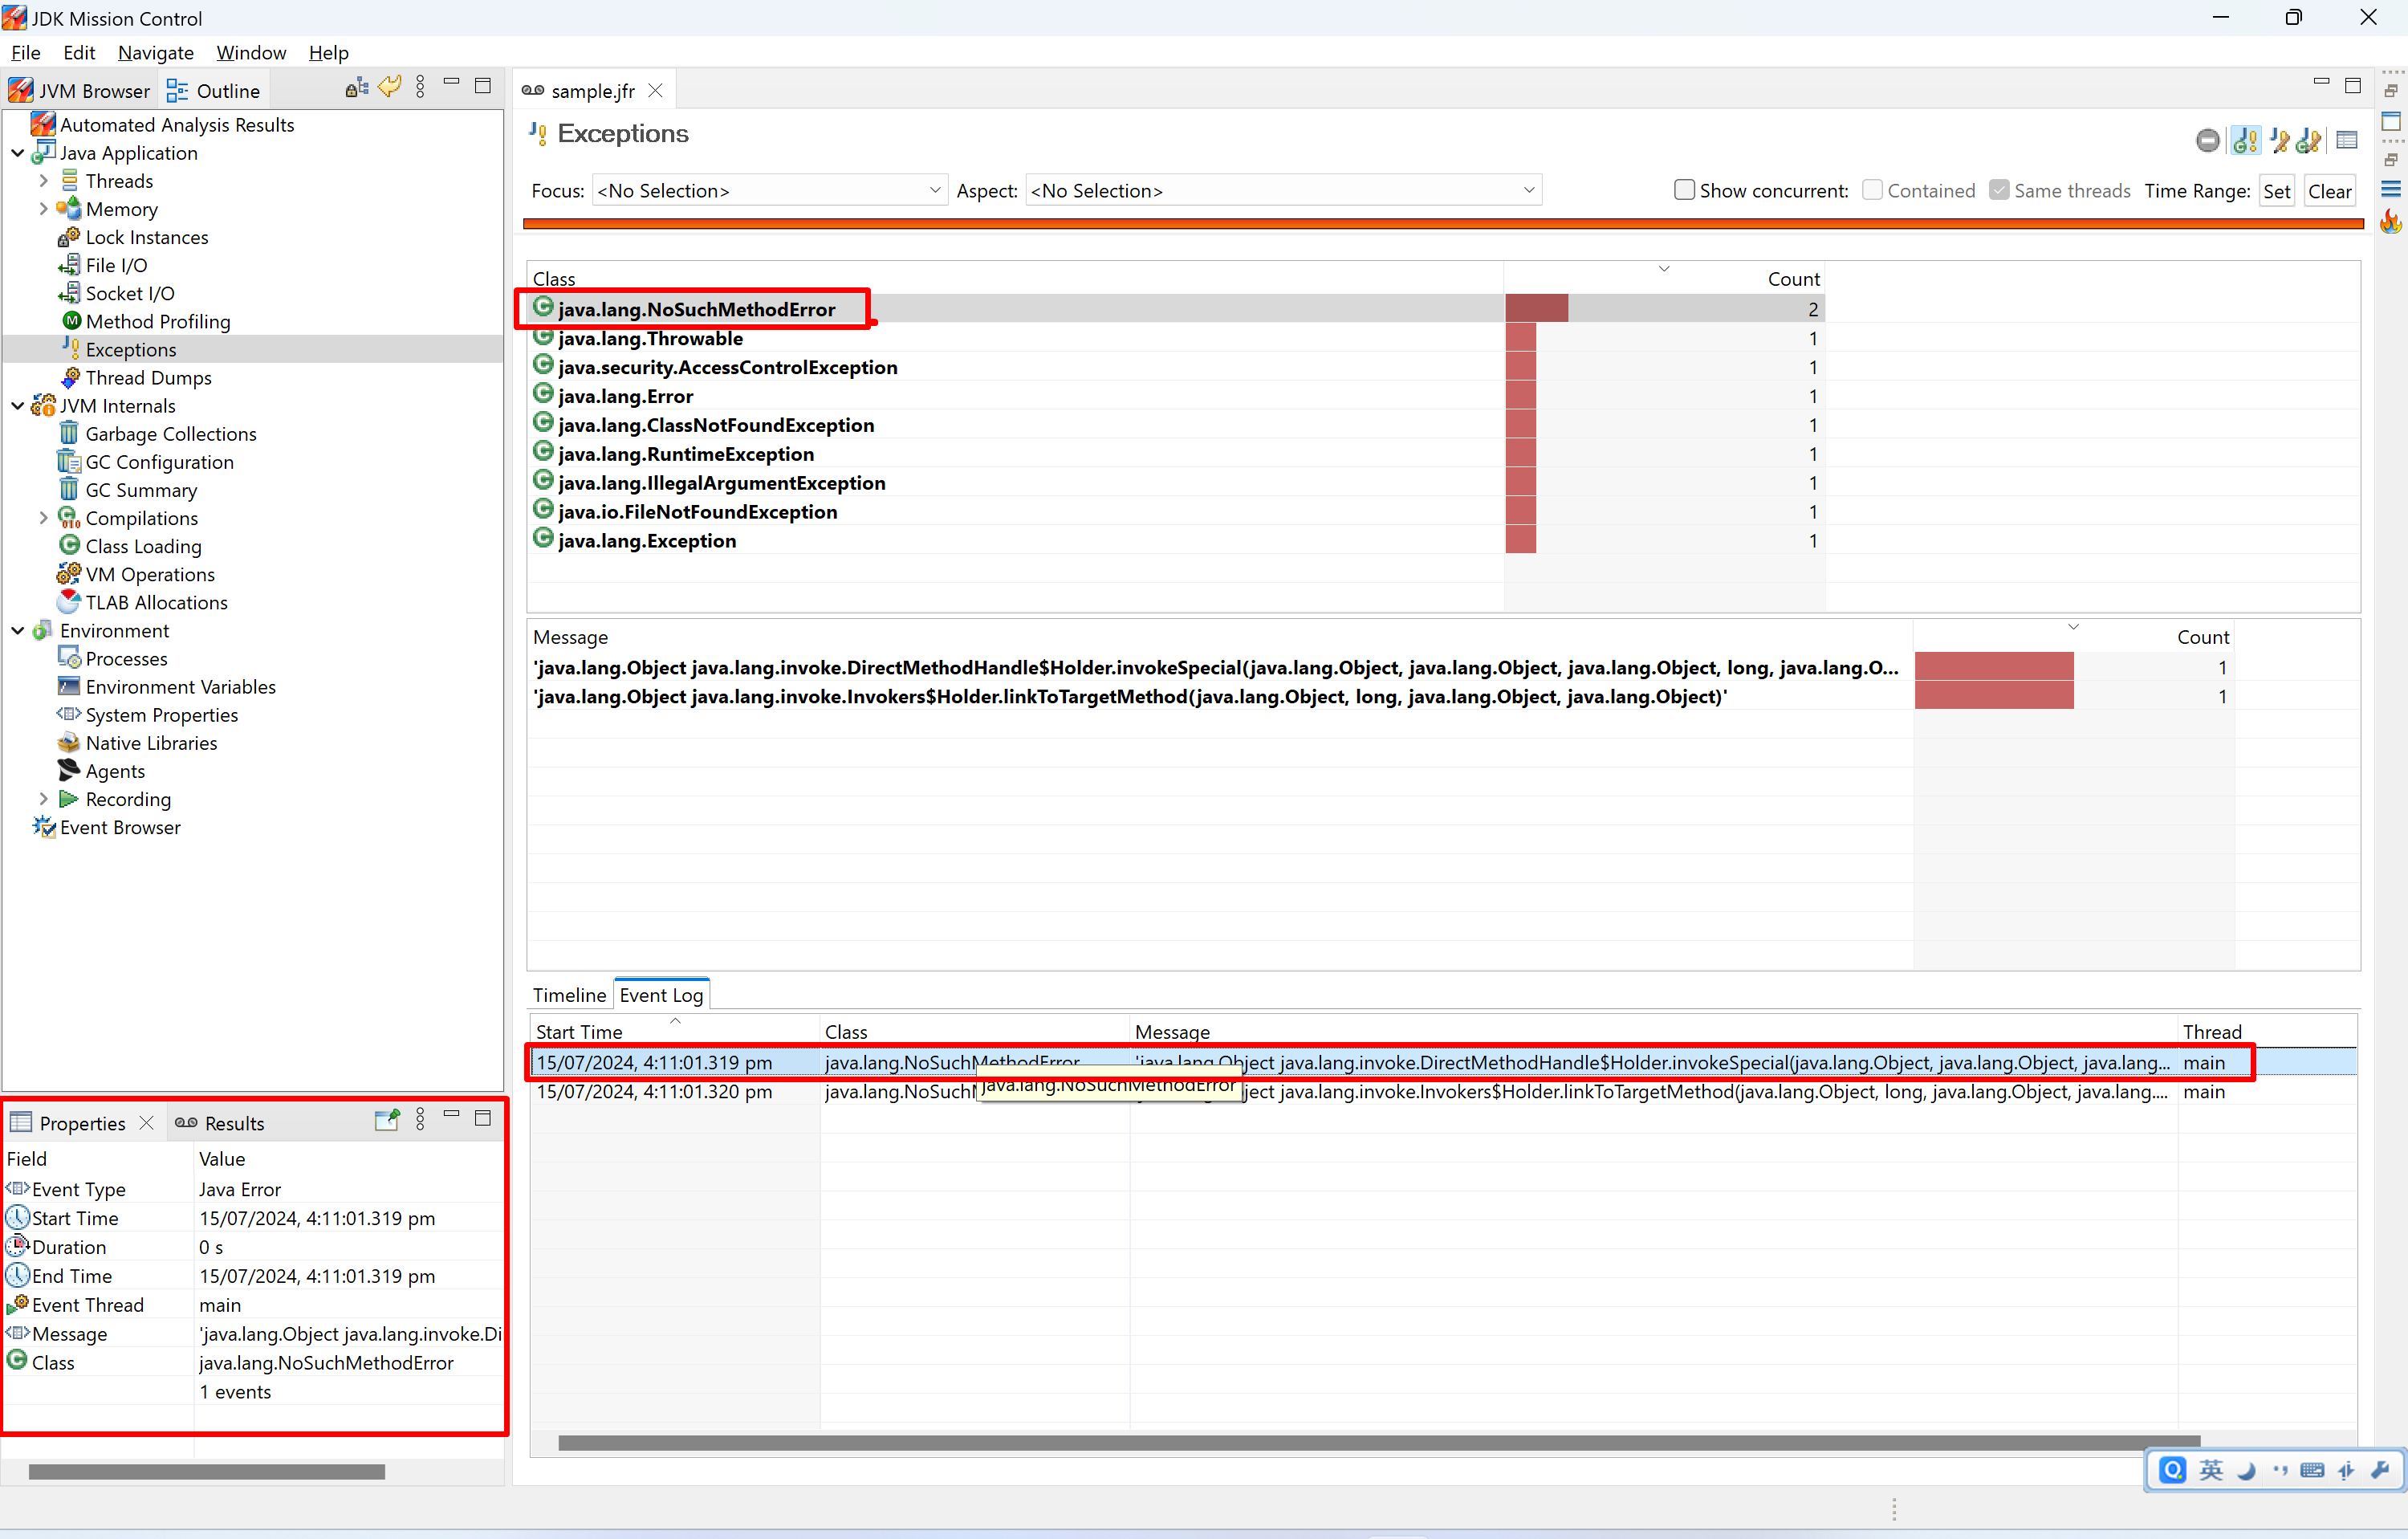 JDK Mission Control
File Edit Navigate Window Help
JVM Browser Outline
Automated Analysis Results
Java Application
Threads
Memory
Lock Instances
File I/O
Socket I/O
Method Profiling
Exceptions
Thread Dumps
JVM Internals
Garbage Collections
GC Configuration
GC Summary
Compilations
Class Loading
VM Operations
TLAB Allocations
Environment
Processes
Environment Variables
System Properties
Native Libraries
Agents
Recording
Event Browser
Properties Results
Field Value
Event Type Java Error
Start Time 15/07/2024, 4:11:01.319 pm
Duration 0 s
End Time 15/07/2024, 4:11:01.319 pm
Event Thread main
Message 'java.lang.Object java.lang.invoke.Di
Class java.lang.NoSuchMethodError
1 events
sample.jfr
Exceptions
Focus: <No Selection> Aspect: <No Selection> Show concurrent: Contained Same threads Time Range: Set Clear
Class Count
java.lang.NoSuchMethodError 2
java.lang.Throwable 1
java.security.AccessControlException 1
java.lang.Error 1
java.lang.ClassNotFoundException 1
java.lang.RuntimeException 1
java.lang.IllegalArgumentException 1
java.io.FileNotFoundException 1
java.lang.Exception 1
Message Count
'java.lang.Object java.lang.invoke.DirectMethodHandle$Holder.invokeSpecial(java.lang.Object, java.lang.Object, java.lang.Object, long, java.lang.O... 1
'java.lang.Object java.lang.invoke.Invokers$Holder.linkToTargetMethod(java.lang.Object, long, java.lang.Object, java.lang.Object)' 1
Timeline Event Log
Start Time Class Message Thread
15/07/2024, 4:11:01.319 pm java.lang.NoSuchMethodError 'java.lang.Object java.lang.invoke.DirectMethodHandle$Holder.invokeSpecial(java.lang.Object, java.lang.Object, java.lang... main
java.lang.NoSuchMethodError
15/07/2024, 4:11:01.320 pm java.lang.NoSuchM ject java.lang.invoke.Invokers$Holder.linkToTargetMethod(java.lang.Object, long, java.lang.Object, java.lang.... main
英